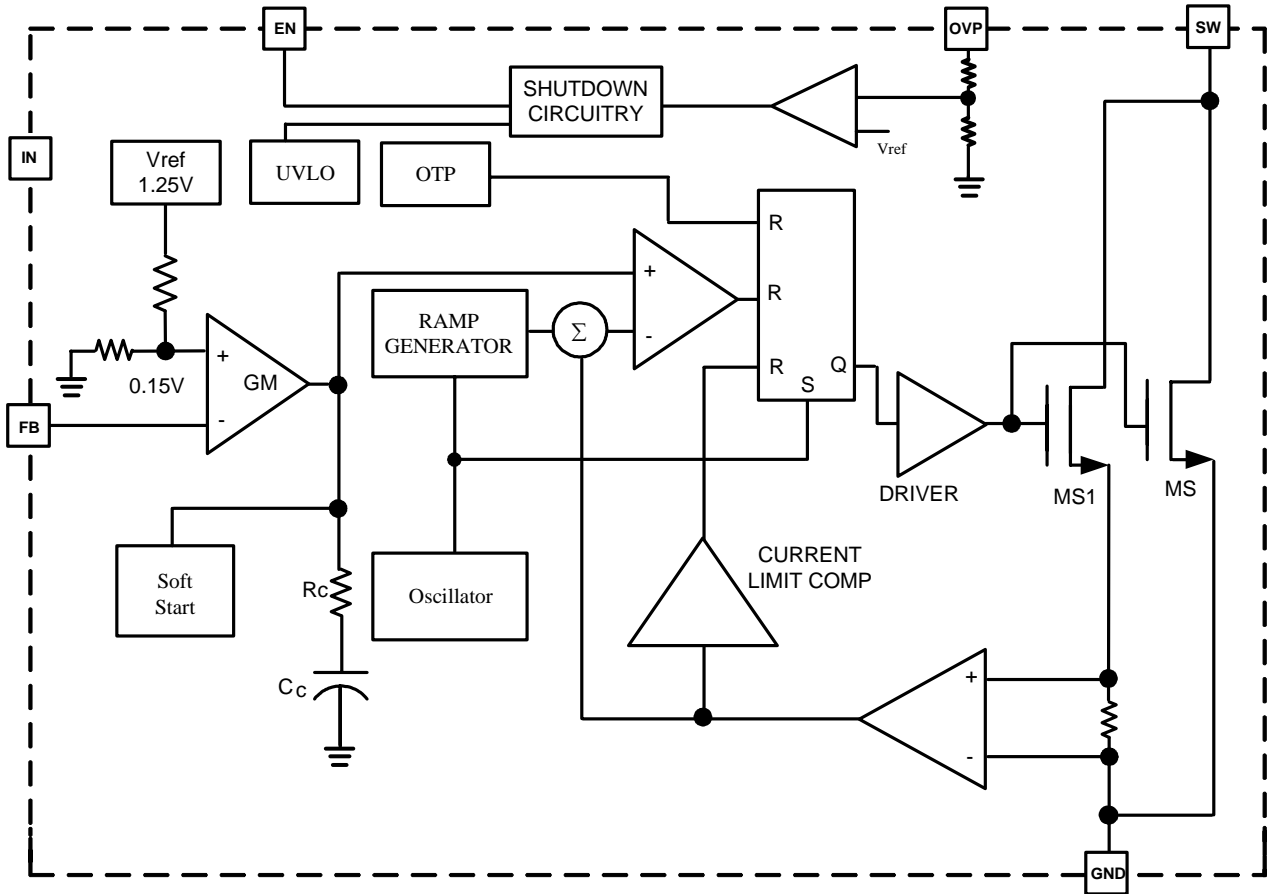 EN
OVP
SW
SHUTDOWN
CIRCUITRY
Vref
IN
Vref
1.25V
UVLO
OTP
R
+
R
RAMP
GENERATOR
Σ
-
+
GM
0.15V
R
Q
S
-
FB
DRIVER
MS1
MS
CURRENT
LIMIT COMP
Soft
Start
Rc
Oscillator
Cc
+
-
GND